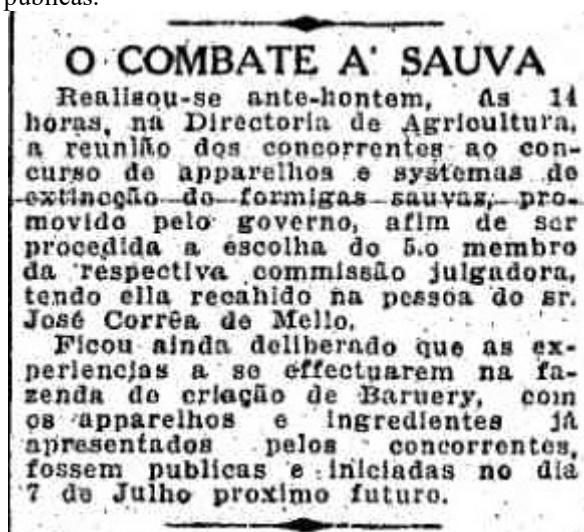 publicas.
O COMBATE A' SAUVA
Realisou-se ante-hontem, ás 14
horas, na Directoria de Agricultura,
a reunião dos concorrentes ao con-
curso de apparelhos e systemas de
extincção de formigas sauvas, pro-
movido pelo governo, afim de ser
procedida a escolha do 5.o membro
da respectiva commissão julgadora,
tendo ella recahido na pessoa do sr.
José Corrêa de Mello.
Ficou ainda deliberado que as ex-
periencias a se effectuarem na fa-
zenda de criação de Baruery, com
os apparelhos e ingredientes já
apresentados pelos concorrentes,
fossem publicas e iniciadas no dia
7 de Julho proximo futuro.